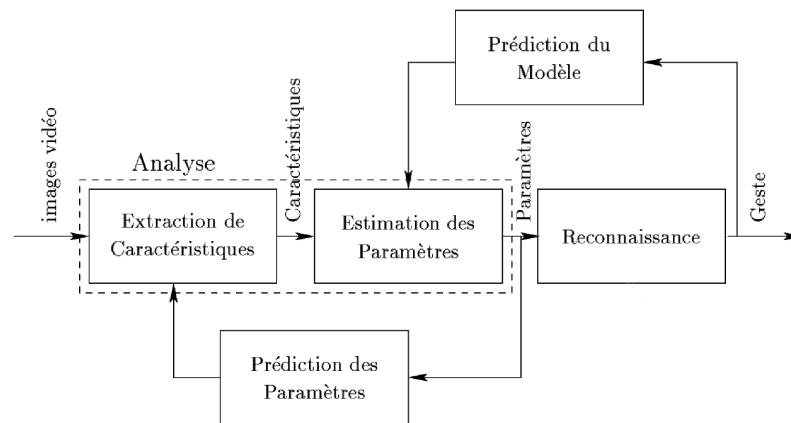 Prédiction du
Modèle
images vidéo
Analyse
Caractéristiques
Paramètres
Geste
Extraction de
Caractéristiques
Estimation des
Paramètres
Reconnaissance
Prédiction des
Paramètres